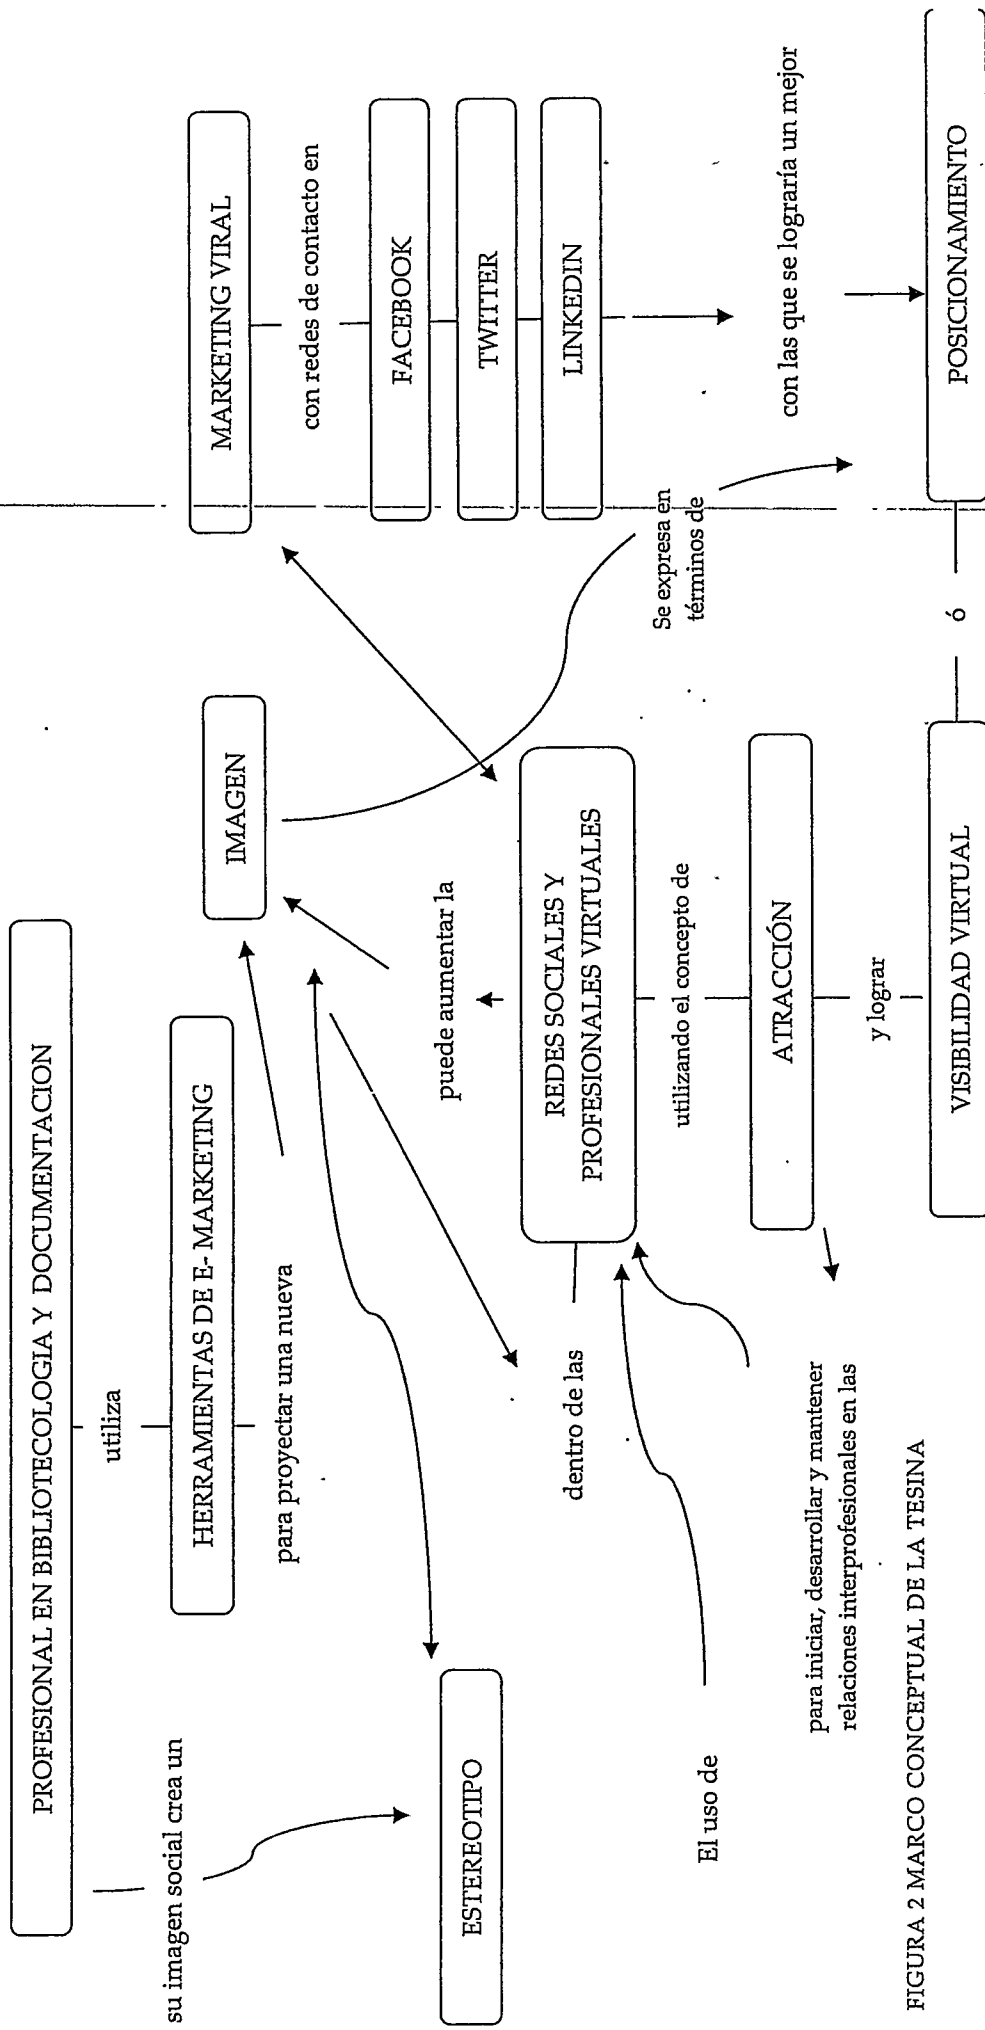 PROFESIONAL EN BIBLIOTECOLOGIA Y DOCUMENTACION
su imagen social crea un
utiliza
HERRAMIENTAS DE E- MARKETING
IMAGEN
MARKETING VIRAL
para proyectar una nueva
con redes de contacto en
ESTEREOTIPO
puede aumentar la
FACEBOOK
TWITTER
LINKEDIN
dentro de las
REDES SOCIALES Y
PROFESIONALES VIRTUALES
Se expresa en
términos de
El uso de
utilizando el concepto de
con las que se lograría un mejor
ATRACCIÓN
para iniciar, desarrollar y mantener
relaciones interprofesionales en las
y lograr
VISIBILIDAD VIRTUAL
ó
POSICIONAMIENTO
FIGURA 2 MARCO CONCEPTUAL DE LA TESINA